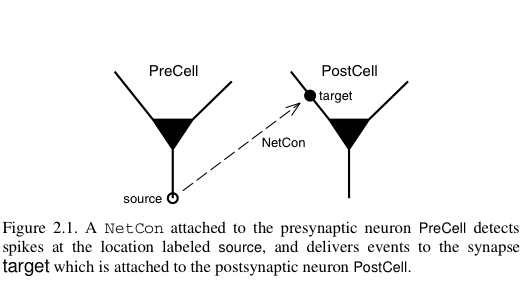 PreCell
PostCell
target
NetCon
source
Figure 2.1. A NetCon attached to the presynaptic neuron PreCell detects
spikes at the location labeled source, and delivers events to the synapse
target which is attached to the postsynaptic neuron PostCell.